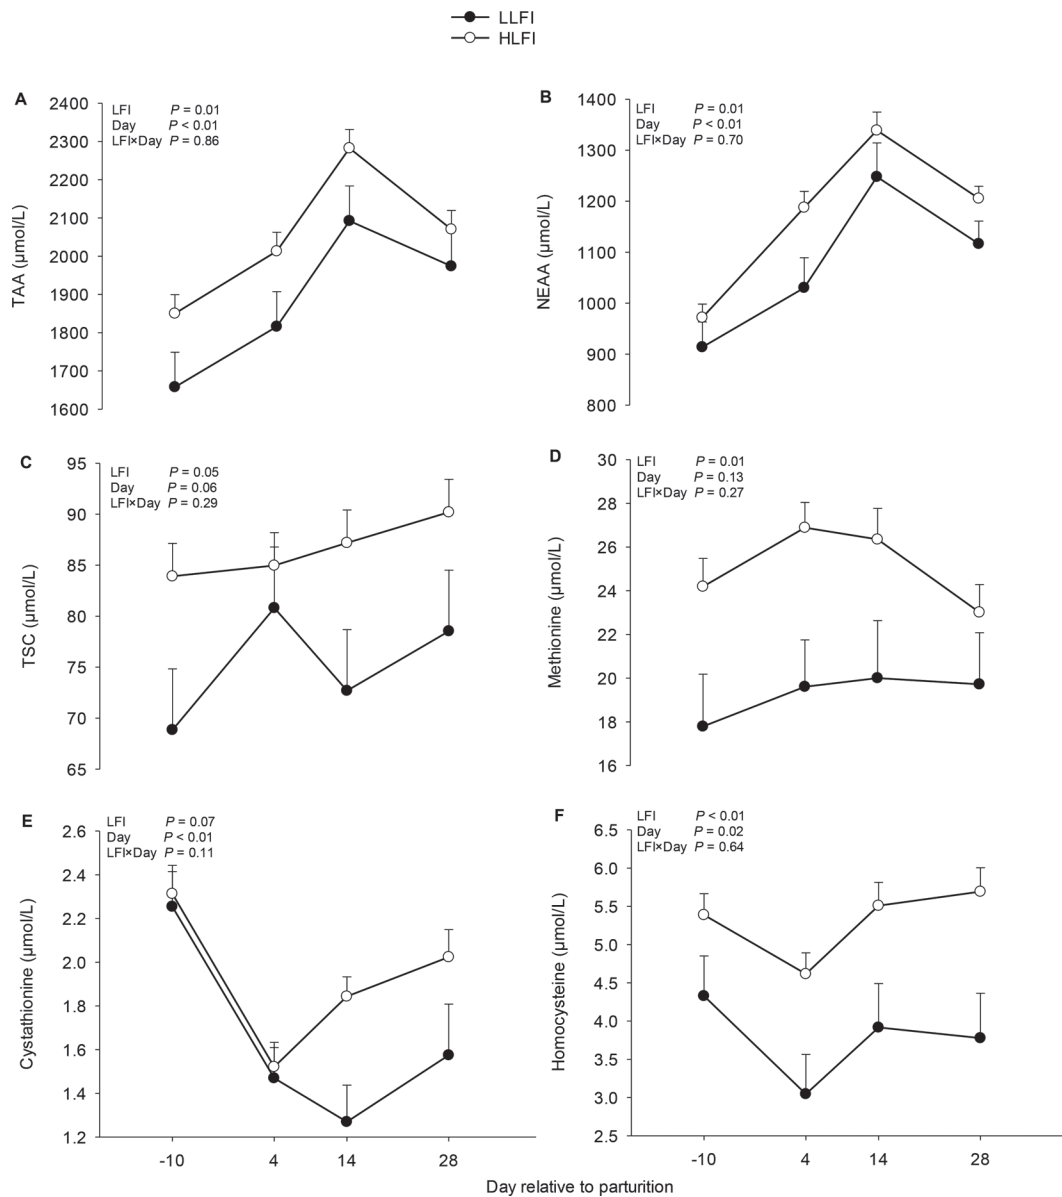 LLFI
HLFI
A
LFI P = 0.01
Day P < 0.01
LFI×Day P = 0.86
TAA (µmol/L)
2400
2300
2200
2100
2000
1900
1800
1700
1600
B
LFI P = 0.01
Day P < 0.01
LFI×Day P = 0.70
NEAA (µmol/L)
1400
1300
1200
1100
1000
900
800
C
LFI P = 0.05
Day P = 0.06
LFI×Day P = 0.29
TSC (µmol/L)
95
90
85
80
75
70
65
D
LFI P = 0.01
Day P = 0.13
LFI×Day P = 0.27
Methionine (µmol/L)
30
28
26
24
22
20
18
16
E
LFI P = 0.07
Day P < 0.01
LFI×Day P = 0.11
Cystathionine (µmol/L)
2.6
2.4
2.2
2.0
1.8
1.6
1.4
1.2
-10 4 14 28
F
LFI P < 0.01
Day P = 0.02
LFI×Day P = 0.64
Homocysteine (µmol/L)
6.5
6.0
5.5
5.0
4.5
4.0
3.5
3.0
2.5
-10 4 14 28
Day relative to parturition